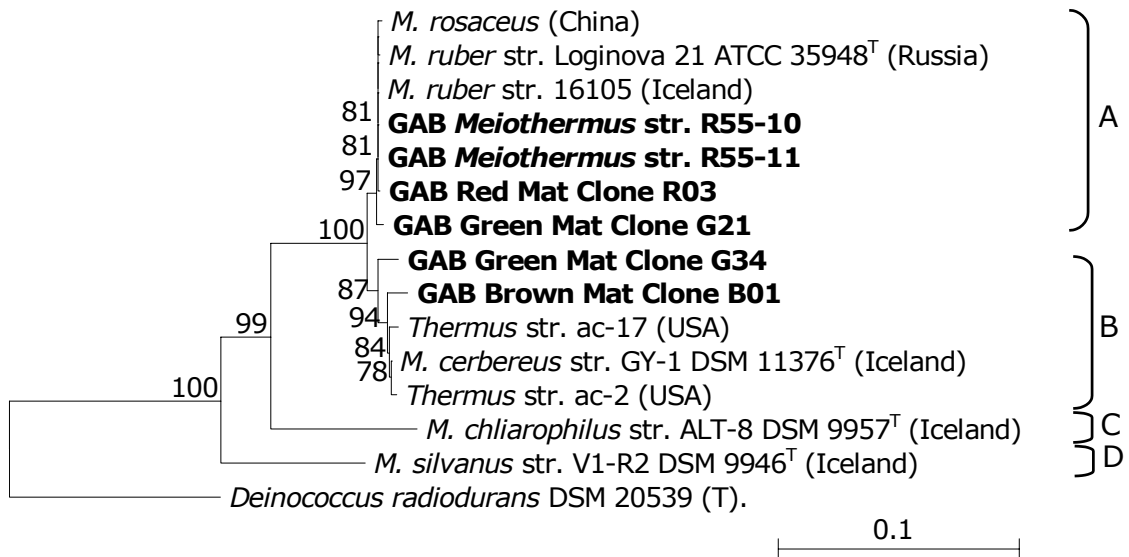 M. rosaceus (China)
M. ruber str. Loginova 21 ATCC 35948ᵀ (Russia)
M. ruber str. 16105 (Iceland)
81 GAB Meiothermus str. R55-10
A
81 GAB Meiothermus str. R55-11
97 GAB Red Mat Clone R03
GAB Green Mat Clone G21
100
GAB Green Mat Clone G34
87 GAB Brown Mat Clone B01
94 Thermus str. ac-17 (USA)
B
99
84 M. cerbereus str. GY-1 DSM 11376ᵀ (Iceland)
78
100 Thermus str. ac-2 (USA)
M. chliarophilus str. ALT-8 DSM 9957ᵀ (Iceland) C
M. silvanus str. V1-R2 DSM 9946ᵀ (Iceland) D
Deinococcus radiodurans DSM 20539 (T).
0.1